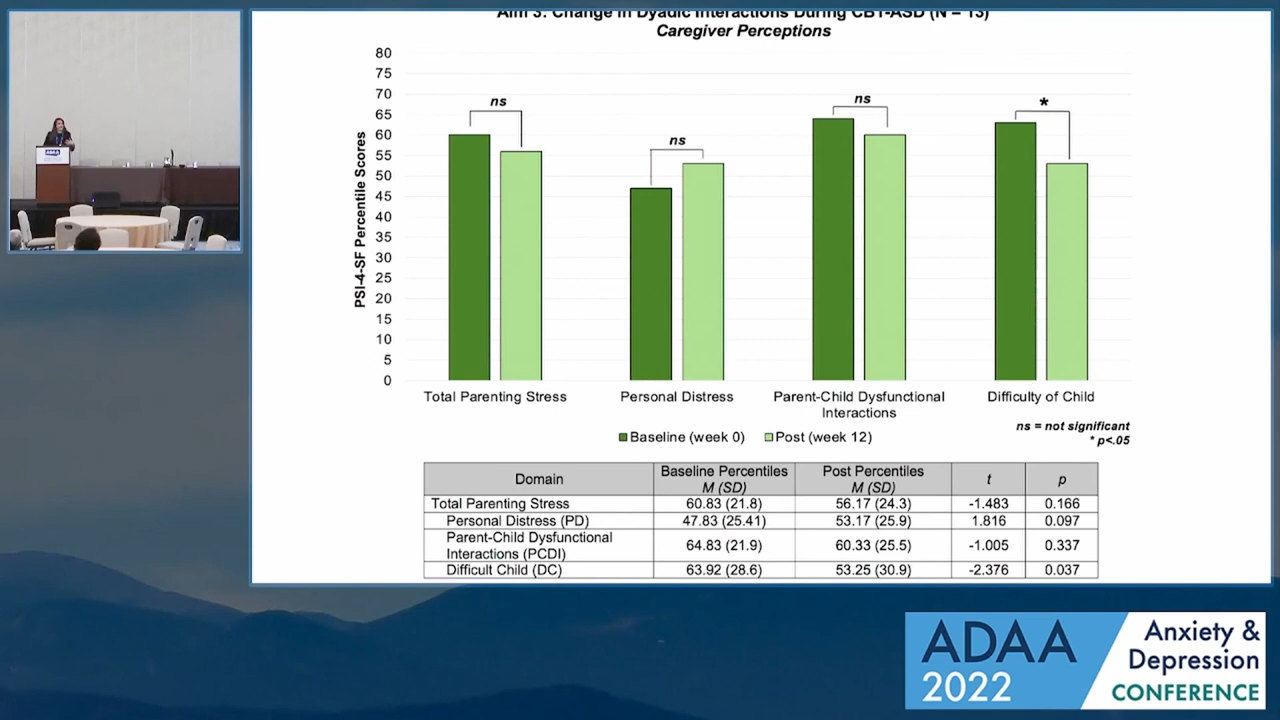 Aim 3: Change in Dyadic Interactions During CBT-ASD (N = 13)
Caregiver Perceptions
PSI-4-SF Percentile Scores
80
75
70
65
60
55
50
45
40
35
30
25
20
15
10
5
0
ns
ns
ns
*
Total Parenting Stress
Personal Distress
Parent-Child Dysfunctional
Interactions
Difficulty of Child
Baseline (week 0)
Post (week 12)
ns = not significant
* p<.05
Domain
Baseline Percentiles
M (SD)
Post Percentiles
M (SD)
t
p
Total Parenting Stress 60.83 (21.8) 56.17 (24.3) -1.483 0.166
Personal Distress (PD) 47.83 (25.41) 53.17 (25.9) 1.816 0.097
Parent-Child Dysfunctional
Interactions (PCDI) 64.83 (21.9) 60.33 (25.5) -1.005 0.337
Difficult Child (DC) 63.92 (28.6) 53.25 (30.9) -2.376 0.037
ADAA
2022
Anxiety &
Depression
CONFERENCE